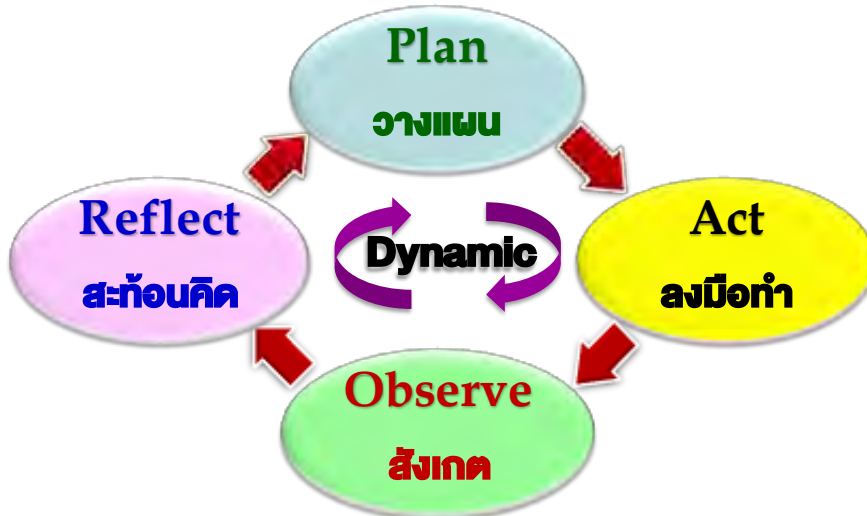 Plan
วางแผน
Reflect
สะท้อนคิด
Dynamic
Act
ลงมือทำ
Observe
สังเกต